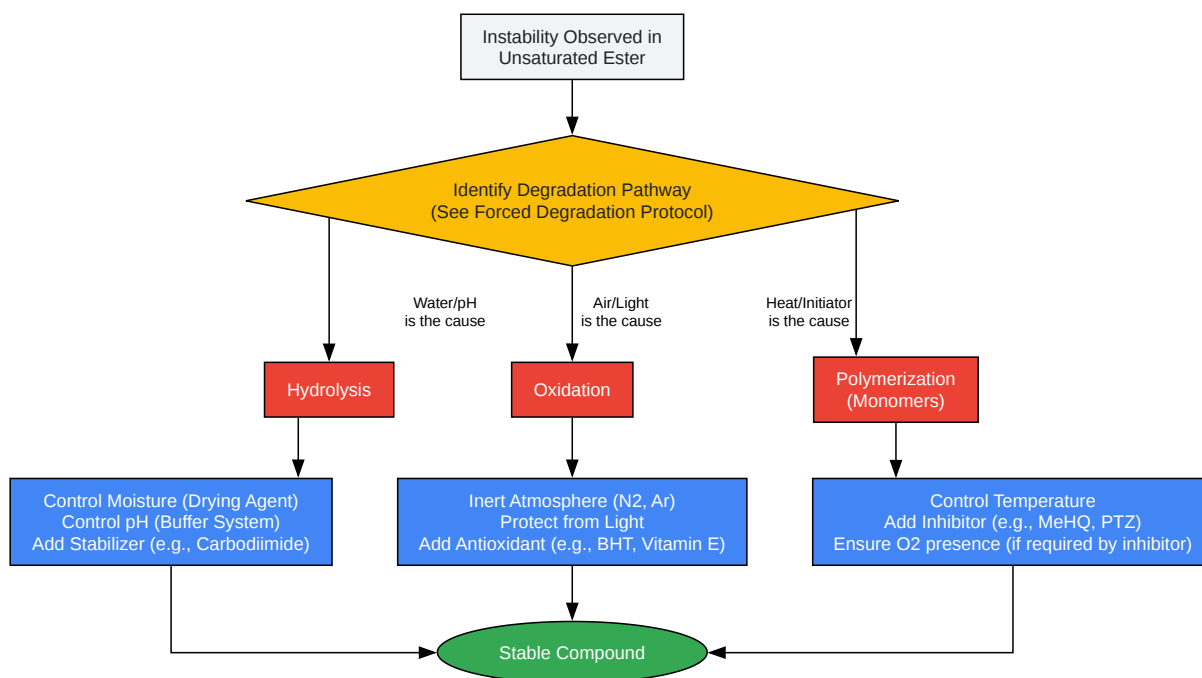 Instability Observed in
Unsaturated Ester
Identify Degradation Pathway
(See Forced Degradation Protocol)
Water/pH
is the cause
Air/Light
is the cause
Heat/Initiator
is the cause
Hydrolysis
Oxidation
Polymerization
(Monomers)
Control Moisture (Drying Agent)
Control pH (Buffer System)
Add Stabilizer (e.g., Carbodiimide)
Inert Atmosphere (N2, Ar)
Protect from Light
Add Antioxidant (e.g., BHT, Vitamin E)
Control Temperature
Add Inhibitor (e.g., MeHQ, PTZ)
Ensure O2 presence (if required by inhibitor)
Stable Compound